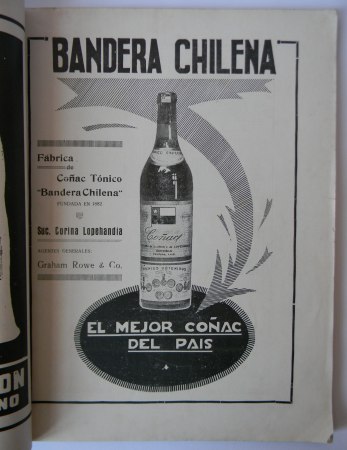 BANDERA CHILENA
Fabrica
de
Coñac Tónico
"Bandera Chilena"
FUNDADA EN 1882
Suc. Corina Lopehandia
AGENTES GENERALES:
Graham Rowe & Co.
Coñac
EL MEJOR COÑAC
DEL PAIS
ON
NO